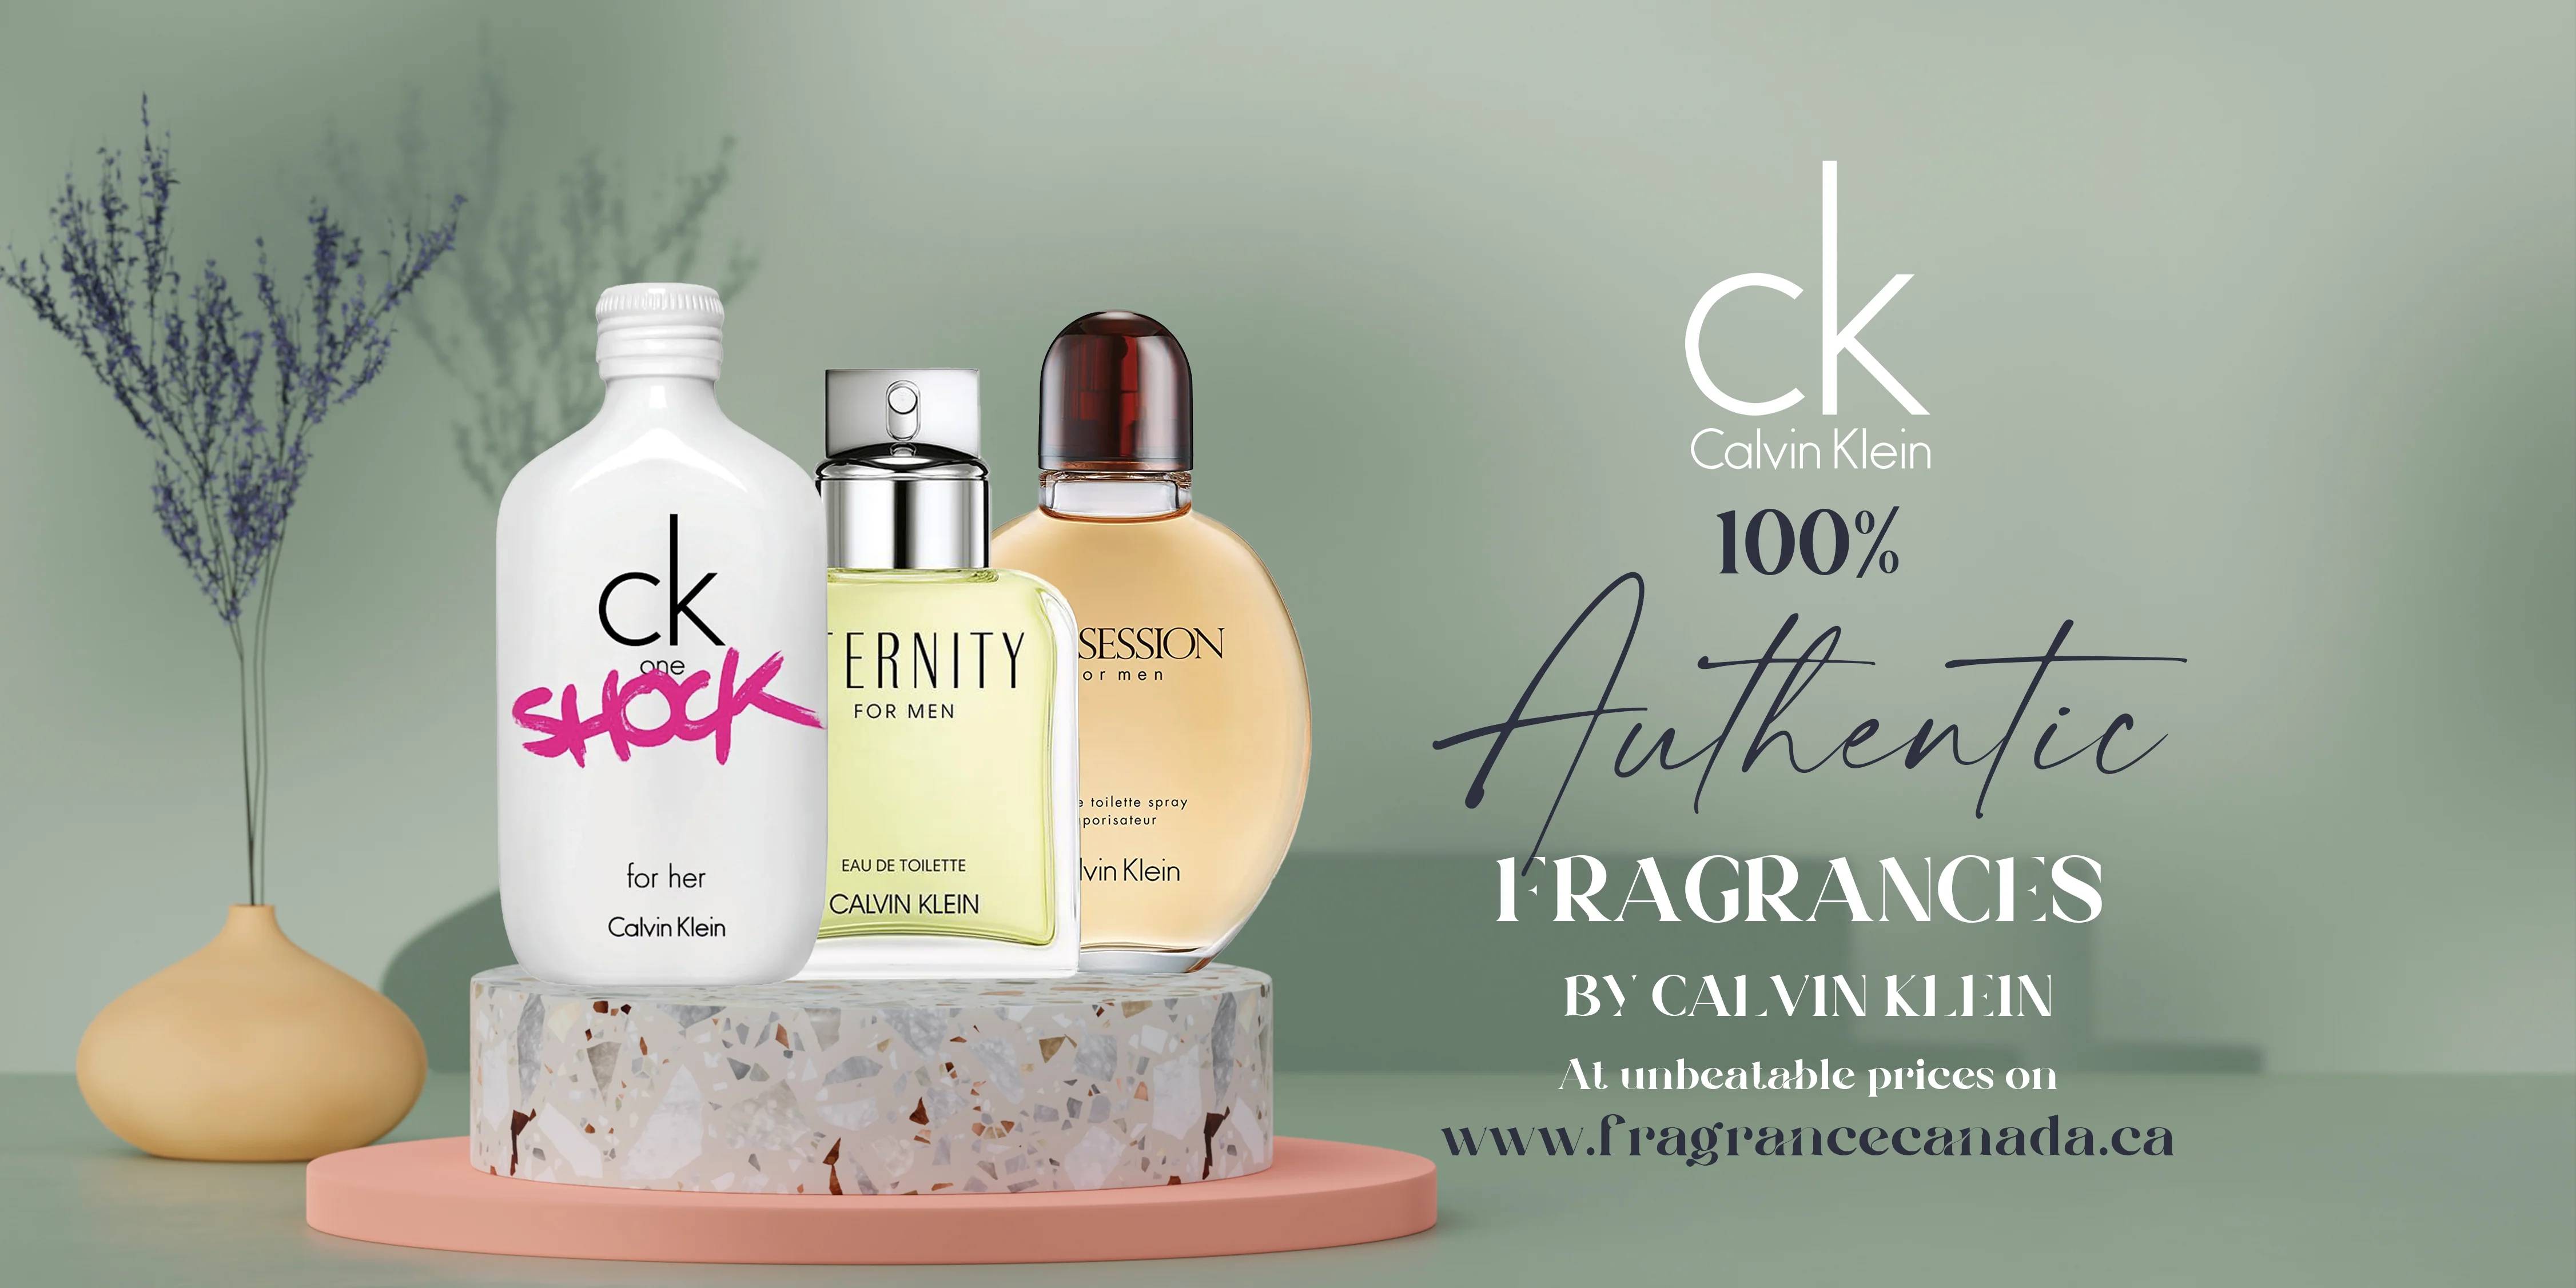 ck
one
SHOCK
for her
Calvin Klein
TERNITY
FOR MEN
EAU DE TOILETTE
CALVIN KLEIN
SESSION
or men
e toilette spray
porisateur
lvin Klein
ck
Calvin Klein
100%
Authentic
FRAGRANCES
BY CALVIN KLEIN
At unbeatable prices on
www.fragrancecanada.ca